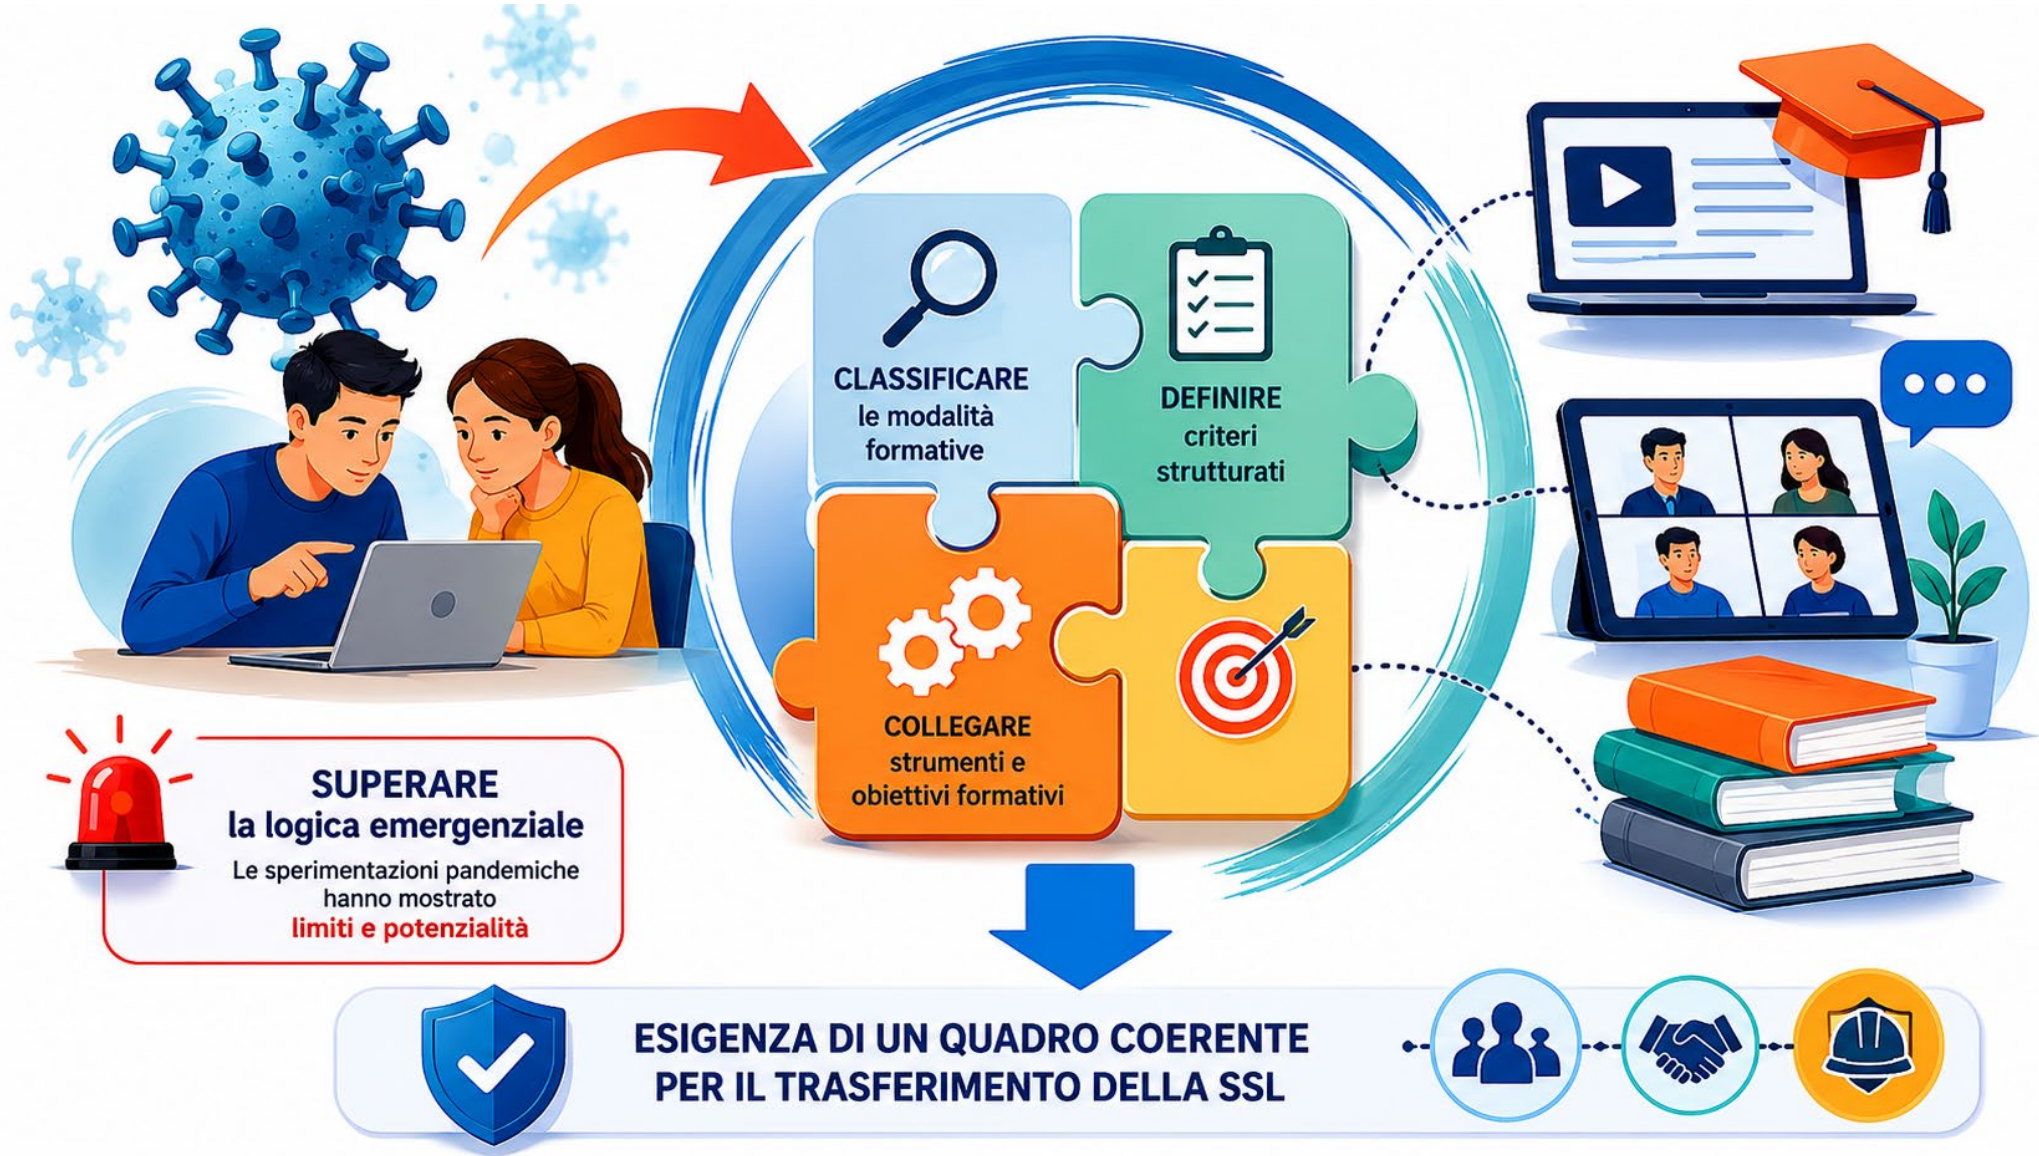 CLASSIFICARE
le modalità
formative
DEFINIRE
criteri
strutturati
COLLEGARE
strumenti e
obiettivi formativi
SUPERARE
la logica emergenziale
Le sperimentazioni pandemiche
hanno mostrato
limiti e potenzialità
ESIGENZA DI UN QUADRO COERENTE
PER IL TRASFERIMENTO DELLA SSL